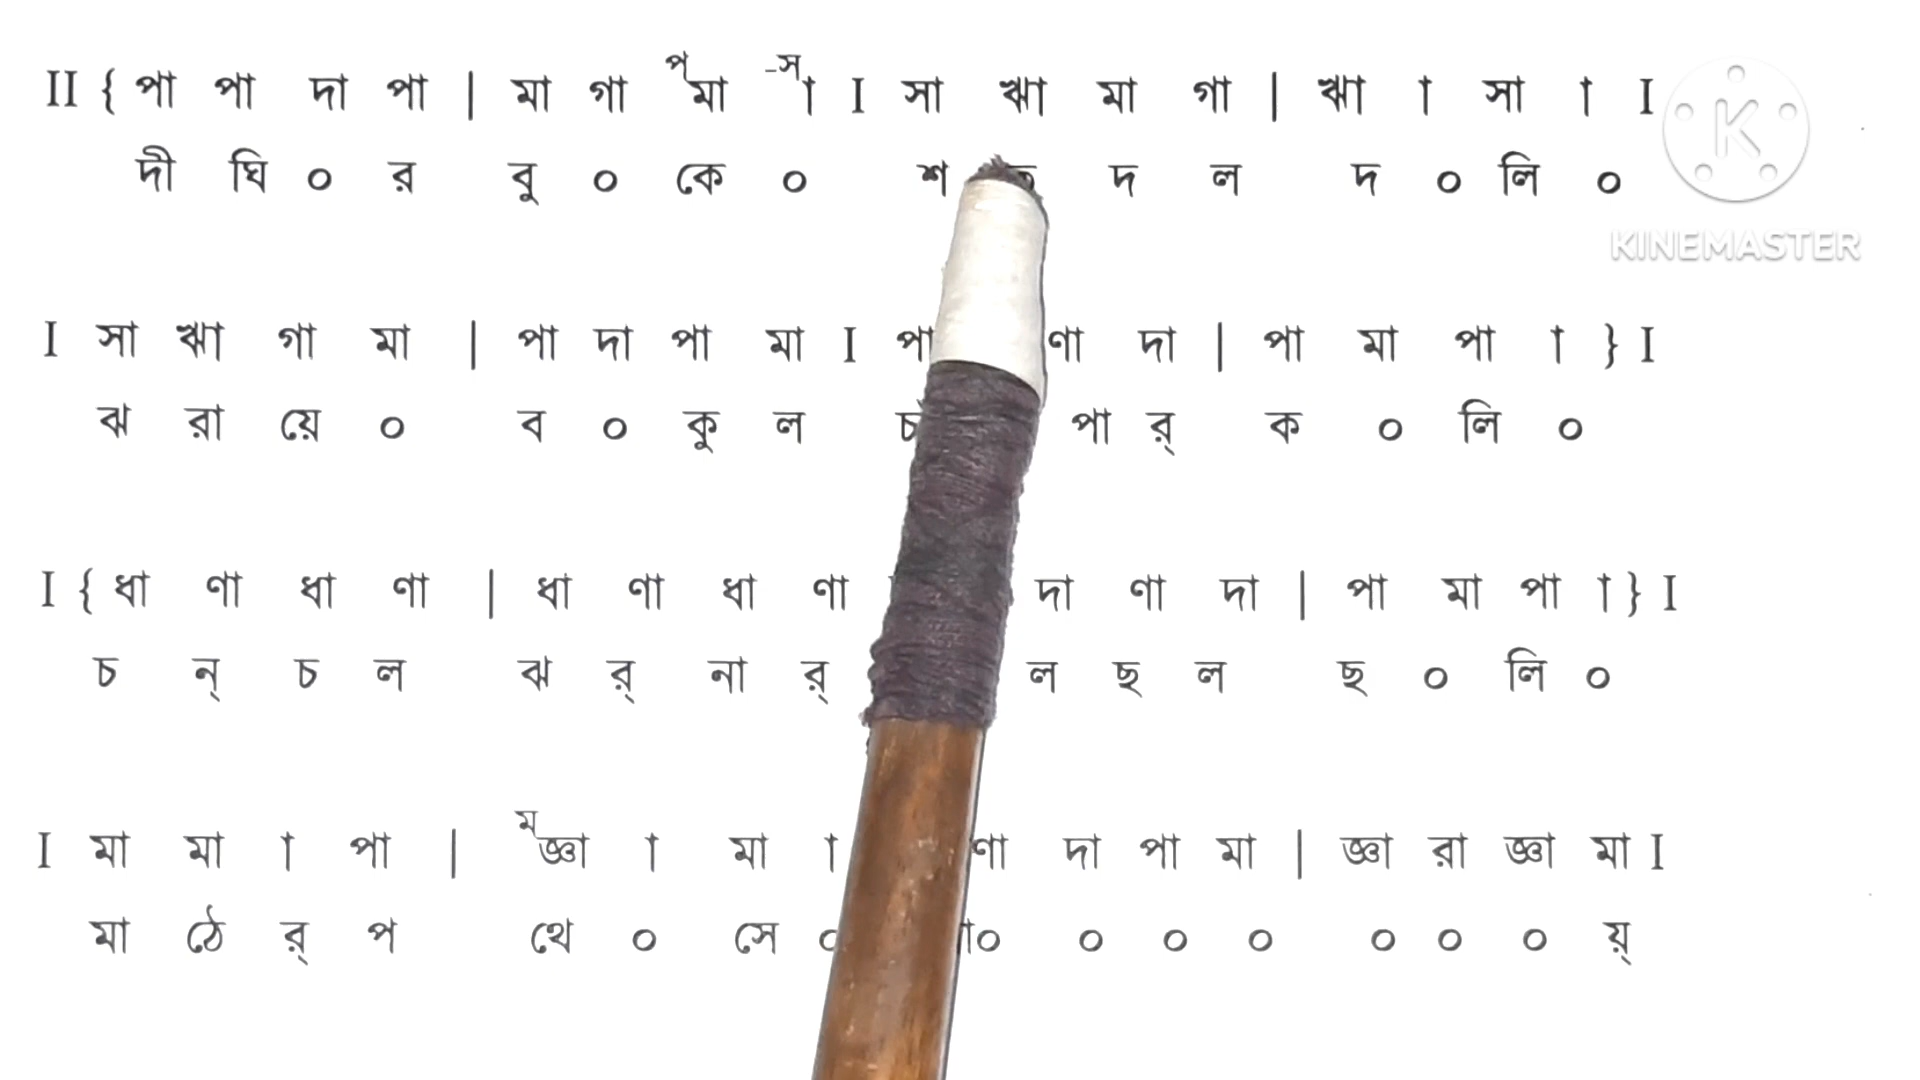 II { পা পা দা পা | মা গা পমা -সা I সা ঋা মা গা | ঋা া সা া I
দী ঘি ০ র বু ০ কে ০ শ দ ল দ ০ লি ০
KINEMASTER
I সা ঋা গা মা | পা দা পা মা I পা ণা দা | পা মা পা া } I
ঝ রা য়ে ০ ব ০ কু ল পা র্ ক ০ লি ০
I { ধা ণা ধা ণা | ধা ণা ধা ণা দা ণা দা | পা মা পা া } I
চ ন্ চ ল ঝ র্ না র্ ল ছ ল ছ ০ লি ০
I মা মা া পা | মজ্ঞা া মা া ণা দা পা মা | জ্ঞা রা জ্ঞা মা I
মা ঠে র্ প থে ০ সে ০ ০ ০ ০ ০ ০ ০ য়্